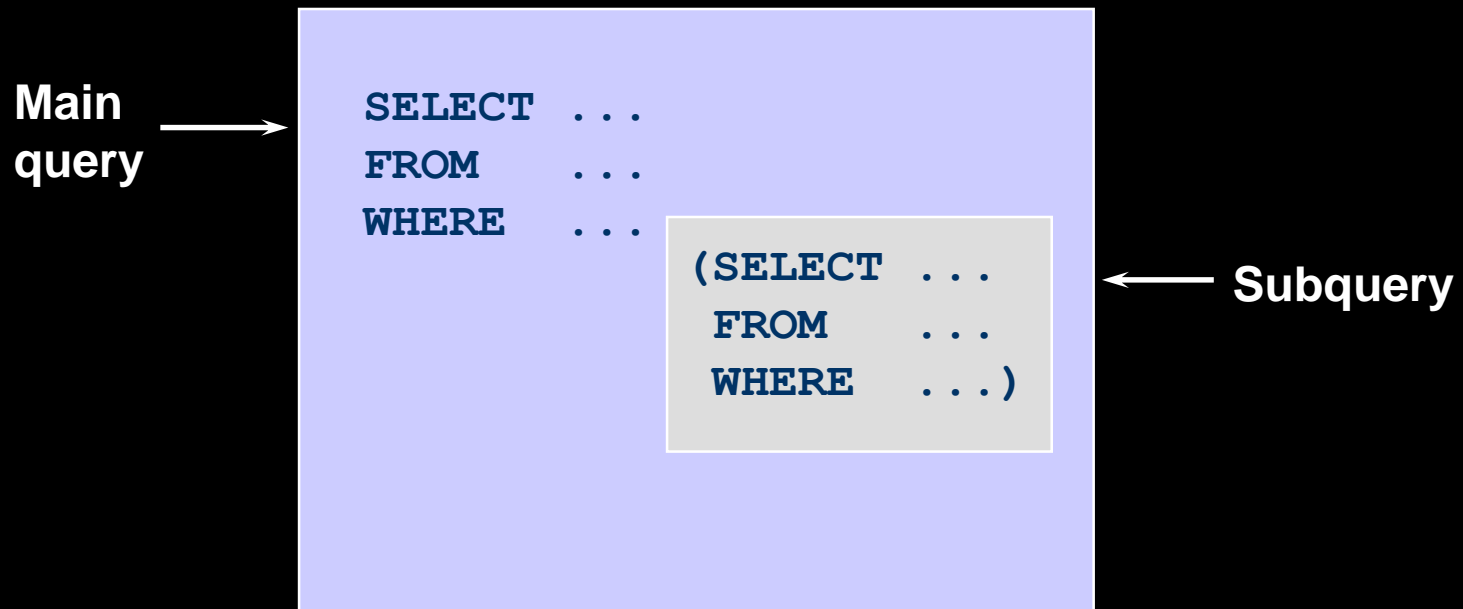 Main
query
SELECT ...
FROM ...
WHERE ...
(SELECT ...
FROM ...
WHERE ...)
Subquery